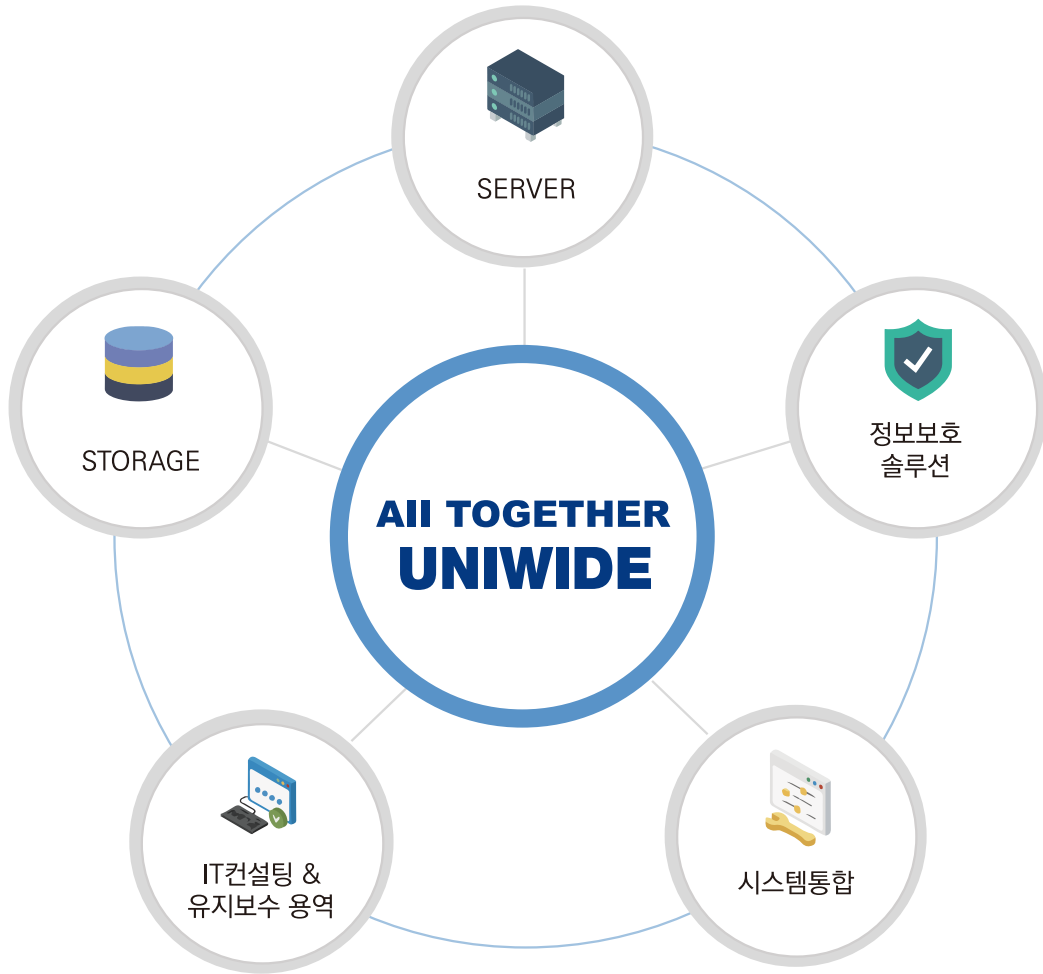 SERVER
STORAGE
정보보호
솔루션
All TOGETHER
UNIWIDE
IT컨설팅 &
유지보수 용역
시스템통합